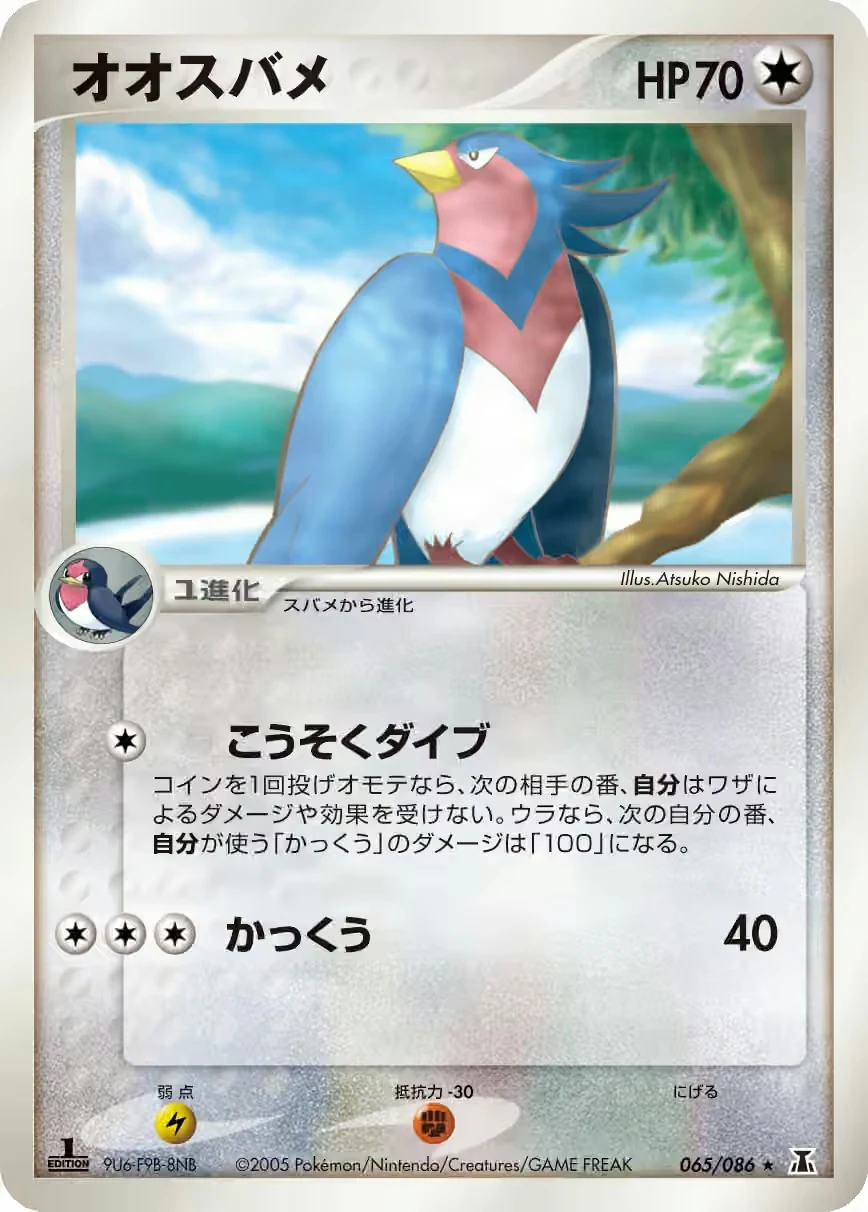 オオスバメ
HP70
Illus.Atsuko Nishida
1進化
スバメから進化
こうそくダイブ
コインを1回投げオモテなら、次の相手の番、自分はワザに
よるダメージや効果を受けない。ウラなら、次の自分の番、
自分が使う「かっくう」のダメージは「100」になる。
かっくう 40
弱点 抵抗力 -30 にげる
1 EDITION 9U6-F9B-8NB ©2005 Pokémon/Nintendo/Creatures/GAME FREAK 065/086 ★